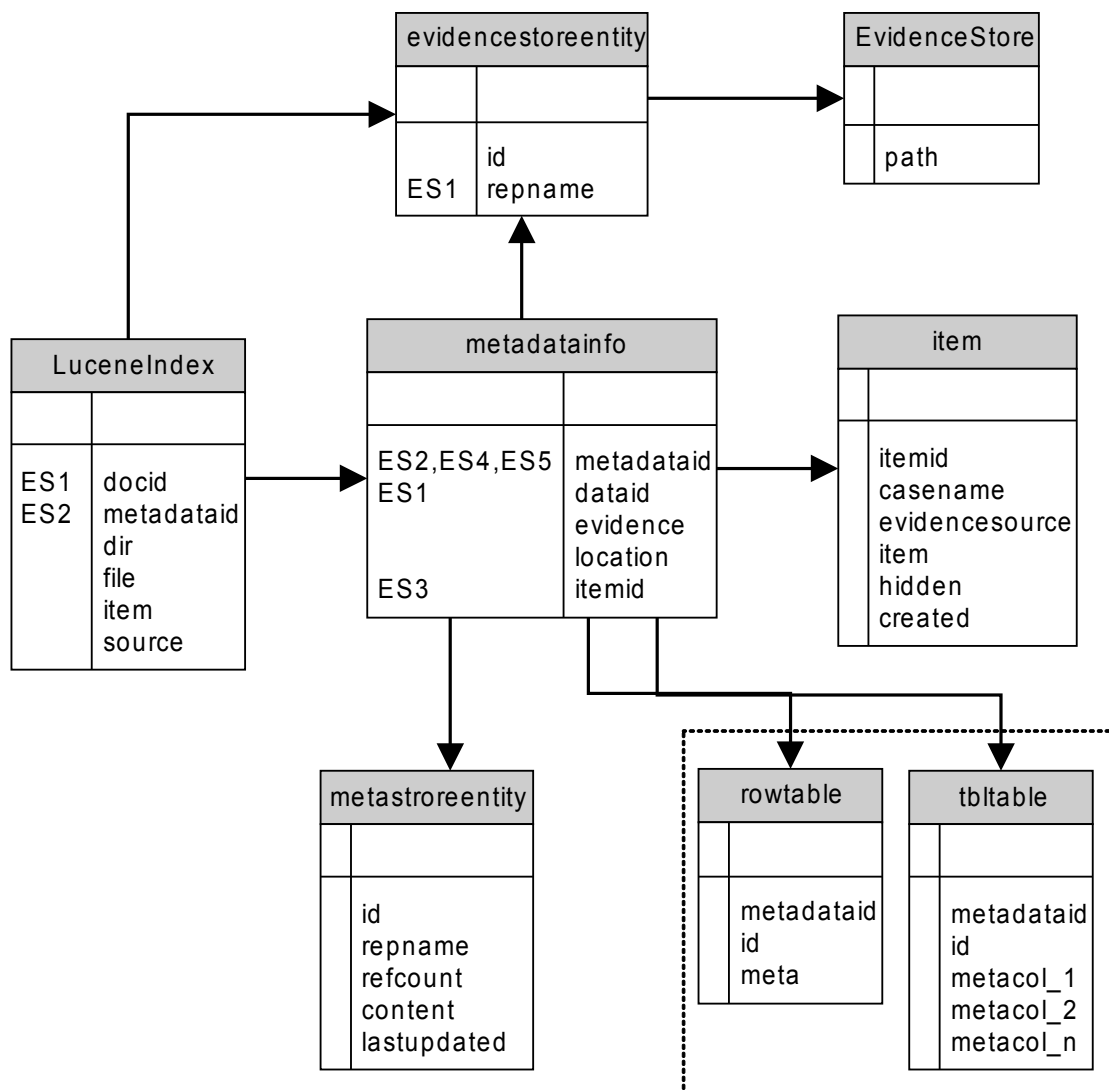 evidencestoreentity
id
ES1 repname
EvidenceStore
path
LuceneIndex
ES1 docid
ES2 metadataid
dir
file
item
source
metadatainfo
ES2,ES4,ES5 metadataid
ES1 dataid
evidence
location
ES3 itemid
item
itemid
casename
evidencesource
item
hidden
created
metastroreentity
id
repname
refcount
content
lastupdated
rowtable
metadataid
id
meta
tbltable
metadataid
id
metacol_1
metacol_2
metacol_n